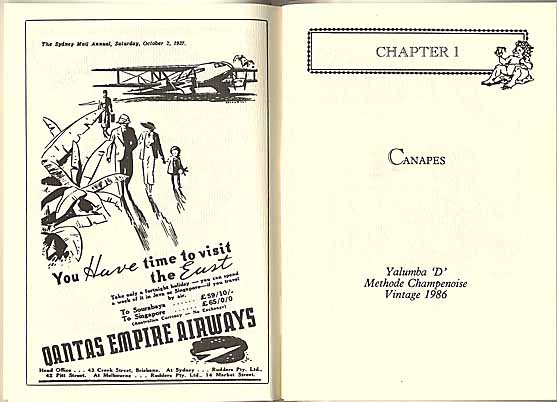 The Sydney Mail Annual, Saturday, October 2, 1937.
You Have time to visit
the East
Take only a fortnight holiday — you can spend
a week of it in Java or Singapore—if you travel
by air.
To Sourabaya ...... £59/10/-
To Singapore ...... £65/0/0
(Australian Currency — No Exchange)
QANTAS EMPIRE AIRWAYS
Head Office . . . 43 Creek Street, Brisbane. At Sydney . . Rudders Pty. Ltd.,
42 Pitt Street. At Melbourne . . Rudders Pty. Ltd., 14 Market Street.
CHAPTER 1
CANAPES
Yalumba 'D'
Methode Champenoise
Vintage 1986